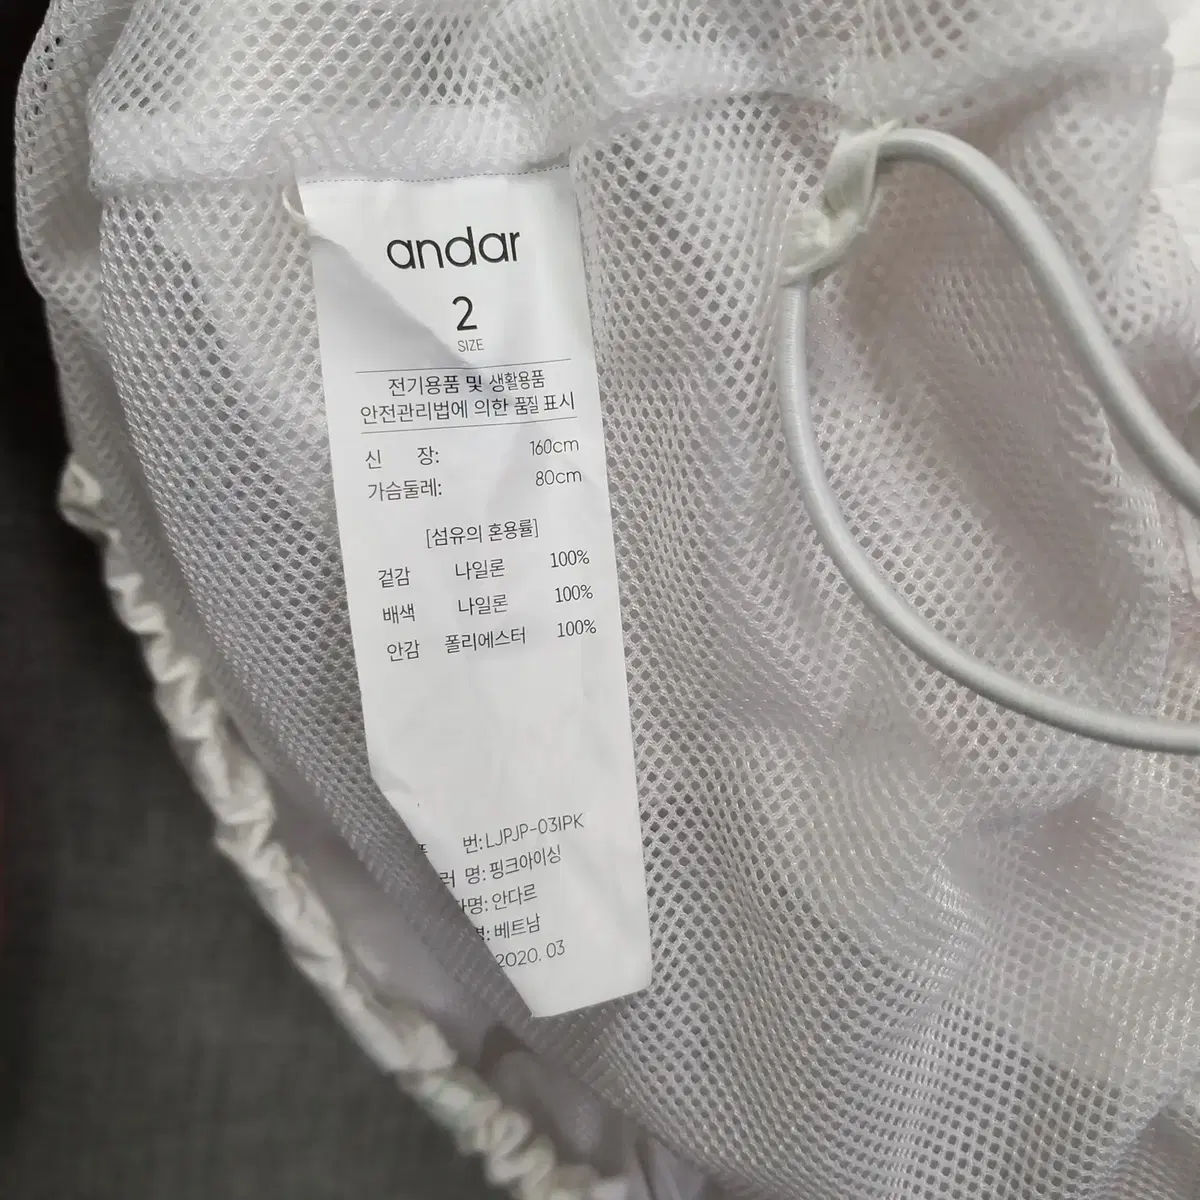 andar
2
SIZE
전기용품 및 생활용품
안전관리법에 의한 품질 표시
신 장: 160cm
가슴둘레: 80cm
[섬유의 혼용률]
겉감 나일론 100%
배색 나일론 100%
안감 폴리에스터 100%
번:LJPJP-03IPK
러 명:핑크아이싱
명:안다르
:베트남
2020. 03